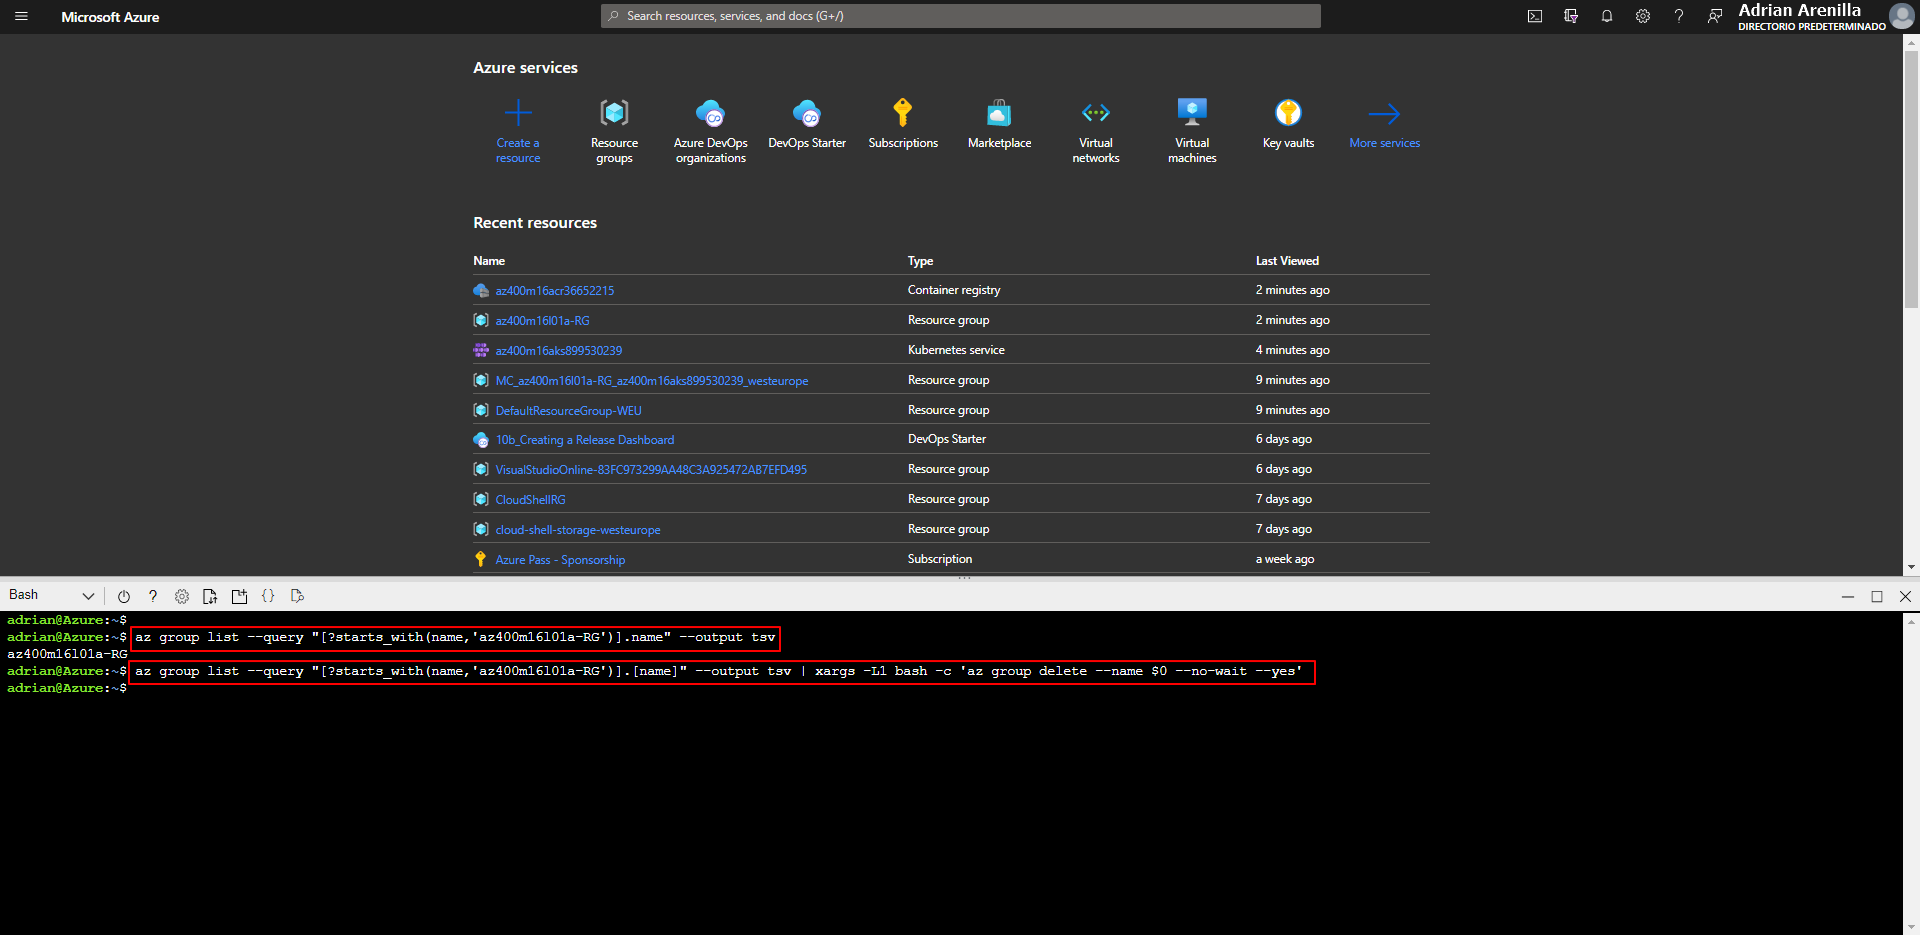 Microsoft Azure
Search resources, services, and docs (G+/)
Adrian Arenilla
DIRECTORIO PREDETERMINADO
Azure services
Create a resource
Resource groups
Azure DevOps organizations
DevOps Starter
Subscriptions
Marketplace
Virtual networks
Virtual machines
Key vaults
More services
Recent resources
Name Type Last Viewed
az400m16acr36652215 Container registry 2 minutes ago
az400m16l01a-RG Resource group 2 minutes ago
az400m16aks899530239 Kubernetes service 4 minutes ago
MC_az400m16l01a-RG_az400m16aks899530239_westeurope Resource group 9 minutes ago
DefaultResourceGroup-WEU Resource group 9 minutes ago
10b_Creating a Release Dashboard DevOps Starter 6 days ago
VisualStudioOnline-83FC973299AA48C3A925472AB7EFD495 Resource group 6 days ago
CloudShellRG Resource group 7 days ago
cloud-shell-storage-westeurope Resource group 7 days ago
Azure Pass - Sponsorship Subscription a week ago
Bash
adrian@Azure:~$
adrian@Azure:~$ az group list --query "[?starts_with(name,'az400m16l01a-RG')].name" --output tsv
az400m16l01a-RG
adrian@Azure:~$ az group list --query "[?starts_with(name,'az400m16l01a-RG')].[name]" --output tsv | xargs -L1 bash -c 'az group delete --name $0 --no-wait --yes'
adrian@Azure:~$